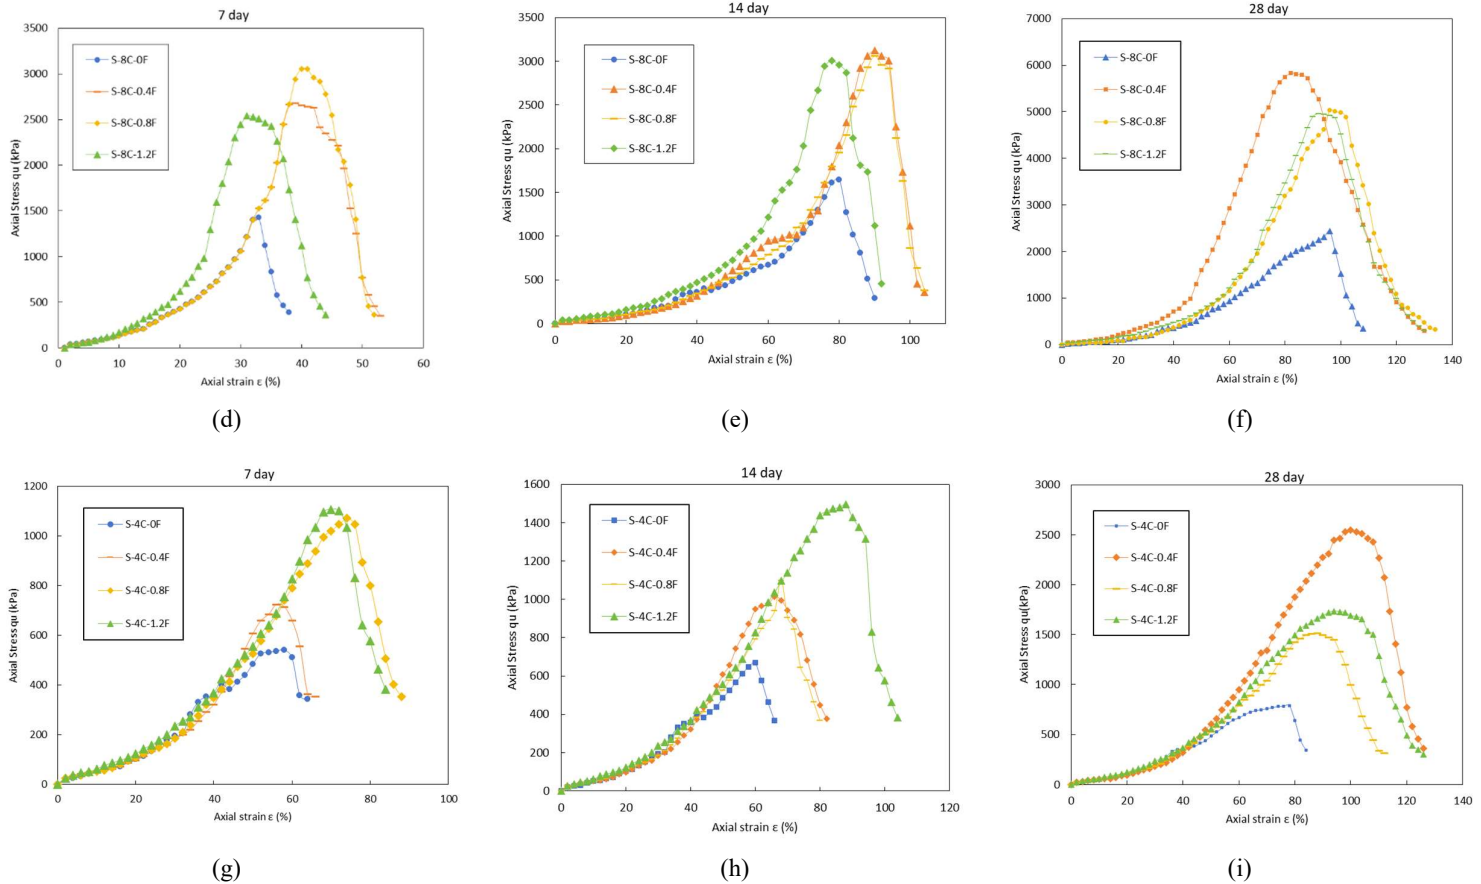 7 day
3500
3000
2500
2000
1500
1000
500
0
0 10 20 30 40 50 60
Axial Stress qu (kPa)
Axial strain ε (%)
S-8C-0F
S-8C-0.4F
S-8C-0.8F
S-8C-1.2F
(d)
14 day
3500
3000
2500
2000
1500
1000
500
0
0 20 40 60 80 100
Axial Stress qu (kPa)
Axial strain ε (%)
S-8C-0F
S-8C-0.4F
S-8C-0.8F
S-8C-1.2F
(e)
28 day
7000
6000
5000
4000
3000
2000
1000
0
0 20 40 60 80 100 120 140
Axial Stress qu (kPa)
Axial strain ε (%)
S-8C-0F
S-8C-0.4F
S-8C-0.8F
S-8C-1.2F
(f)
7 day
1200
1000
800
600
400
200
0
0 20 40 60 80 100
Axial Stress qu (kPa)
Axial strain ε (%)
S-4C-0F
S-4C-0.4F
S-4C-0.8F
S-4C-1.2F
(g)
14 day
1600
1400
1200
1000
800
600
400
200
0
0 20 40 60 80 100 120
Axial Stress qu (kPa)
Axial strain ε (%)
S-4C-0F
S-4C-0.4F
S-4C-0.8F
S-4C-1.2F
(h)
28 day
3000
2500
2000
1500
1000
500
0
0 20 40 60 80 100 120 140
Axial Stress qu(kPa)
Axial strain ε (%)
S-4C-0F
S-4C-0.4F
S-4C-0.8F
S-4C-1.2F
(i)